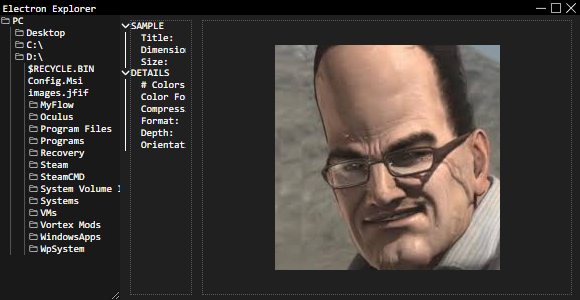 Electron Explorer
PC
Desktop
C:\
D:\
$RECYCLE.BIN
Config.Msi
images.jfif
MyFlow
Oculus
Program Files
Programs
Recovery
Steam
SteamCMD
System Volume
Systems
VMs
Vortex Mods
WindowsApps
WpSystem
SAMPLE
Title:
Dimension
Size:
DETAILS
# Colors
Color Fo
Compress
Format:
Depth:
Orientat